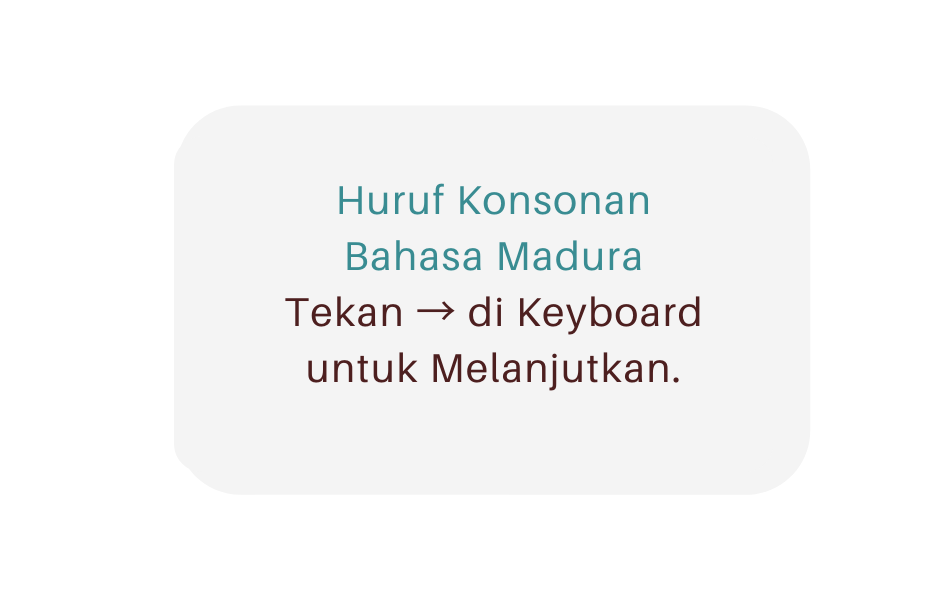 Huruf Konsonan
Bahasa Madura
Tekan → di Keyboard
untuk Melanjutkan.